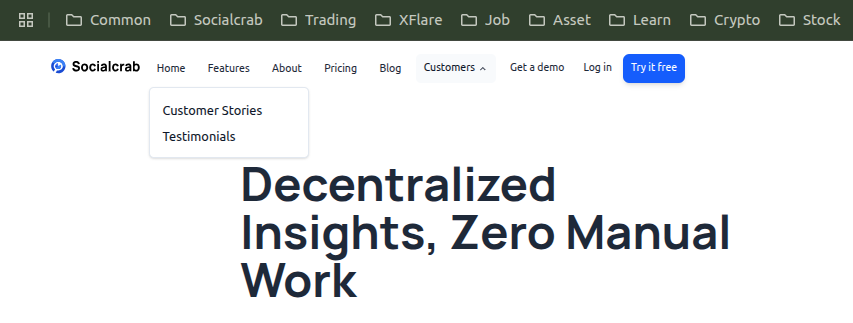 Common Socialcrab Trading XFlare Job Asset Learn Crypto Stock
Socialcrab Home Features About Pricing Blog Customers Get a demo Log in Try it free
Customer Stories
Testimonials
Decentralized
Insights, Zero Manual
Work